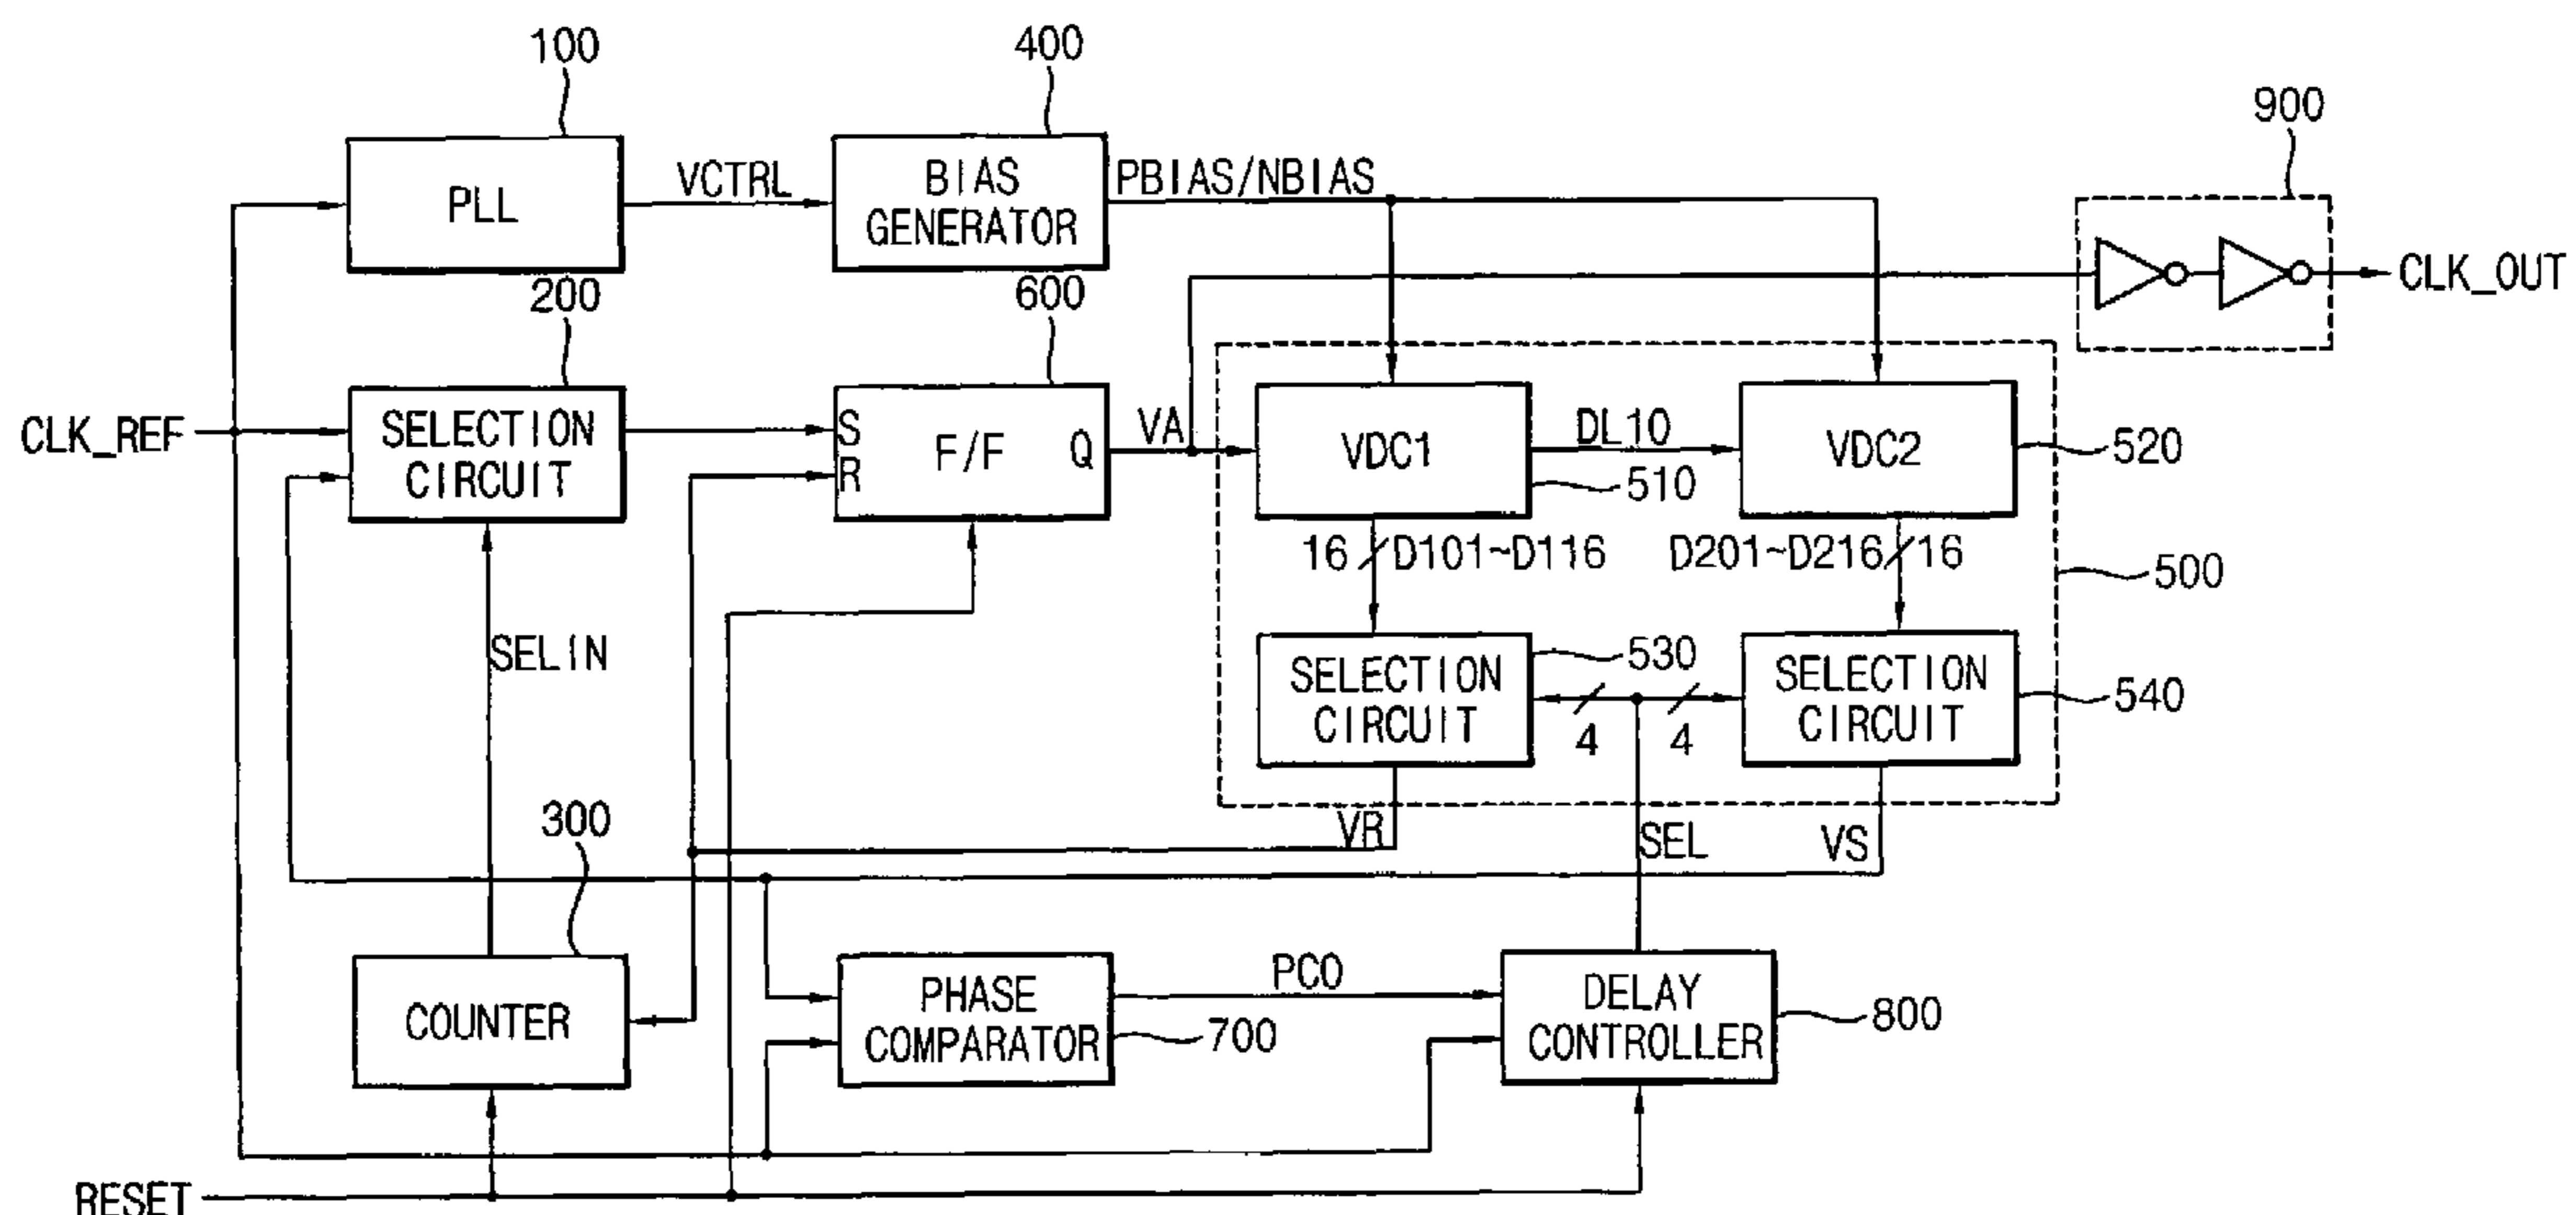 100
400
900
PLL
VCTRL
BIAS
GENERATOR
PBIAS/NBIAS
CLK_OUT
200
600
CLK_REF
SELECTION
CIRCUIT
S
R
F/F
Q
VA
VDC1
DL10
VDC2
520
510
16
D101~D116
D201~D216
16
500
SELIN
SELECTION
CIRCUIT
530
4
4
SELECTION
CIRCUIT
540
300
VR
SEL
VS
COUNTER
PHASE
COMPARATOR
700
PCO
DELAY
CONTROLLER
800
RESET